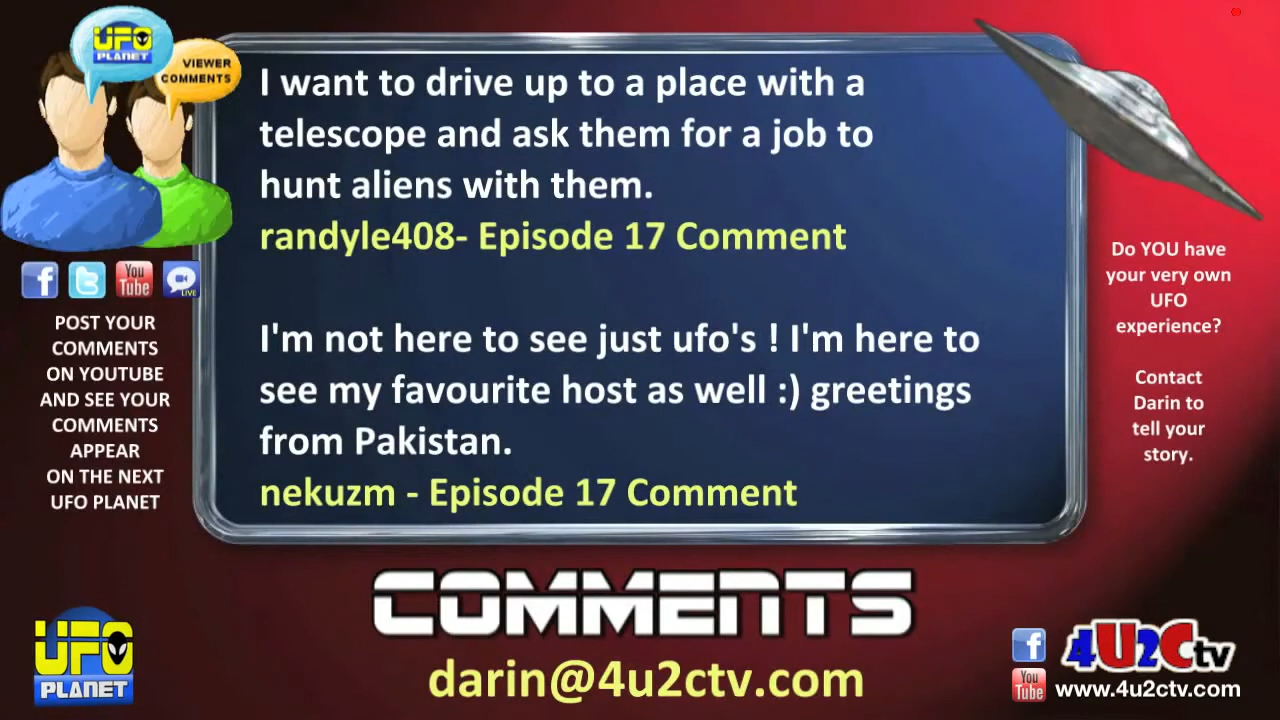 UFO
PLANET
VIEWER
COMMENTS
I want to drive up to a place with a
telescope and ask them for a job to
hunt aliens with them.
randyle408- Episode 17 Comment
I'm not here to see just ufo's ! I'm here to
see my favourite host as well :) greetings
from Pakistan.
nekuzm - Episode 17 Comment
f
t
You
Tube
LIVE
POST YOUR
COMMENTS
ON YOUTUBE
AND SEE YOUR
COMMENTS
APPEAR
ON THE NEXT
UFO PLANET
Do YOU have
your very own
UFO
experience?
Contact
Darin to
tell your
story.
COMMENTS
darin@4u2ctv.com
UFO
PLANET
f
4U2Ctv
You
Tube
www.4u2ctv.com